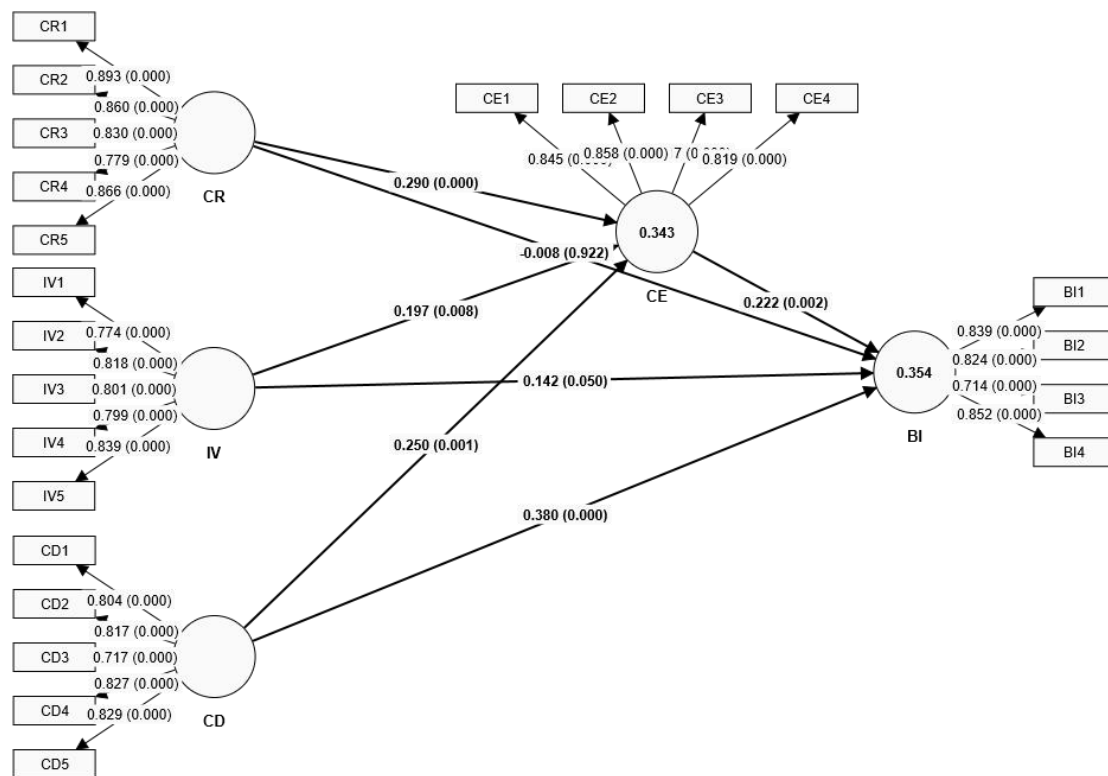 CR1
0.893 (0.000)
CR2
0.860 (0.000)
CR3
0.830 (0.000)
0.779 (0.000)
CR4
0.866 (0.000)
CR5
CR
CE1
CE2
CE3
CE4
0.845
0.858 (0.000)
0.819 (0.000)
0.343
CE
0.290 (0.000)
-0.008 (0.922)
0.197 (0.008)
0.222 (0.002)
IV1
0.774 (0.000)
IV2
0.818 (0.000)
IV3
0.801 (0.000)
0.799 (0.000)
IV4
0.839 (0.000)
IV5
IV
0.142 (0.050)
0.250 (0.001)
0.380 (0.000)
0.354
BI
BI1
0.839 (0.000)
BI2
0.824 (0.000)
0.714 (0.000)
BI3
0.852 (0.000)
BI4
CD1
0.804 (0.000)
CD2
0.817 (0.000)
CD3
0.717 (0.000)
0.827 (0.000)
CD4
0.829 (0.000)
CD5
CD